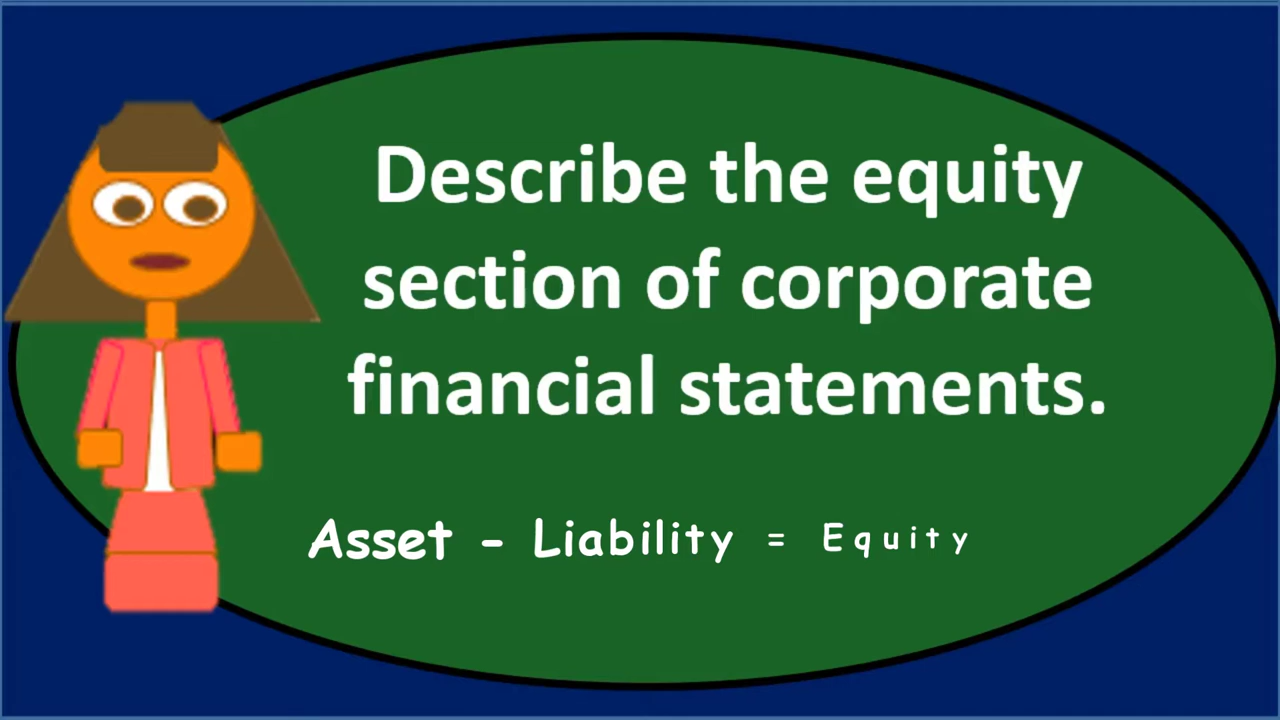 Describe the equity
section of corporate
financial statements.
Asset - Liability = Equity